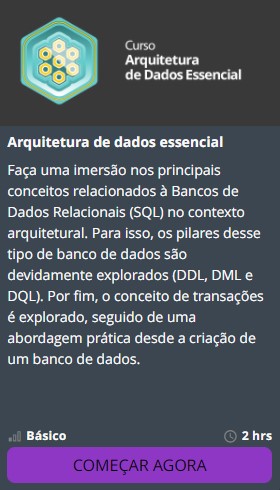 Curso
Arquitetura
de Dados Essencial
Arquitetura de dados essencial
Faça uma imersão nos principais
conceitos relacionados à Bancos de
Dados Relacionais (SQL) no contexto
arquitetural. Para isso, os pilares desse
tipo de banco de dados são
devidamente explorados (DDL, DML e
DQL). Por fim, o conceito de transações
é explorado, seguido de uma
abordagem prática desde a criação de
um banco de dados.
Básico 2 hrs
COMEÇAR AGORA